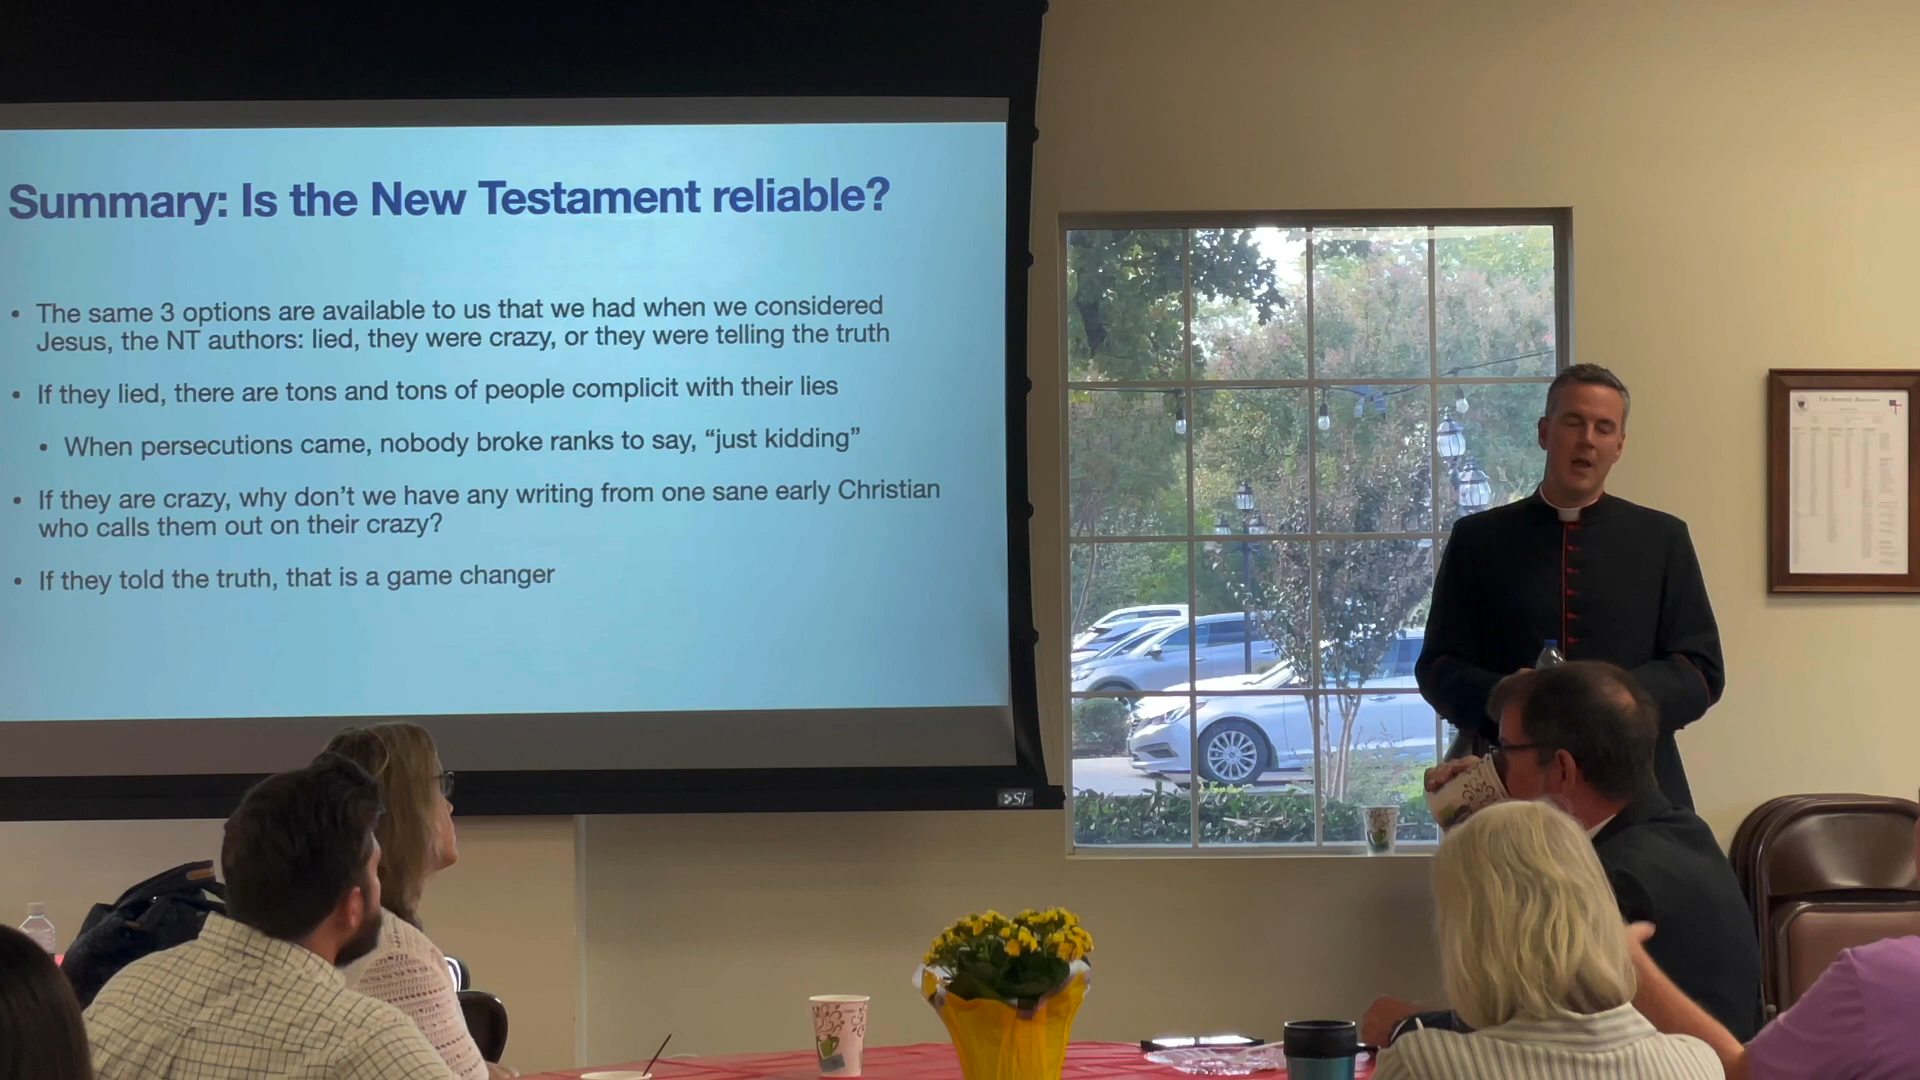 Summary: Is the New Testament reliable?
• The same 3 options are available to us that we had when we considered
Jesus, the NT authors: lied, they were crazy, or they were telling the truth
• If they lied, there are tons and tons of people complicit with their lies
• When persecutions came, nobody broke ranks to say, “just kidding”
• If they are crazy, why don’t we have any writing from one sane early Christian
who calls them out on their crazy?
• If they told the truth, that is a game changer
SI